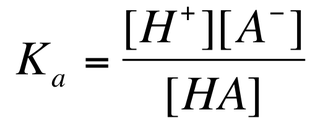 Kₐ = [H⁺][A⁻] / [HA]